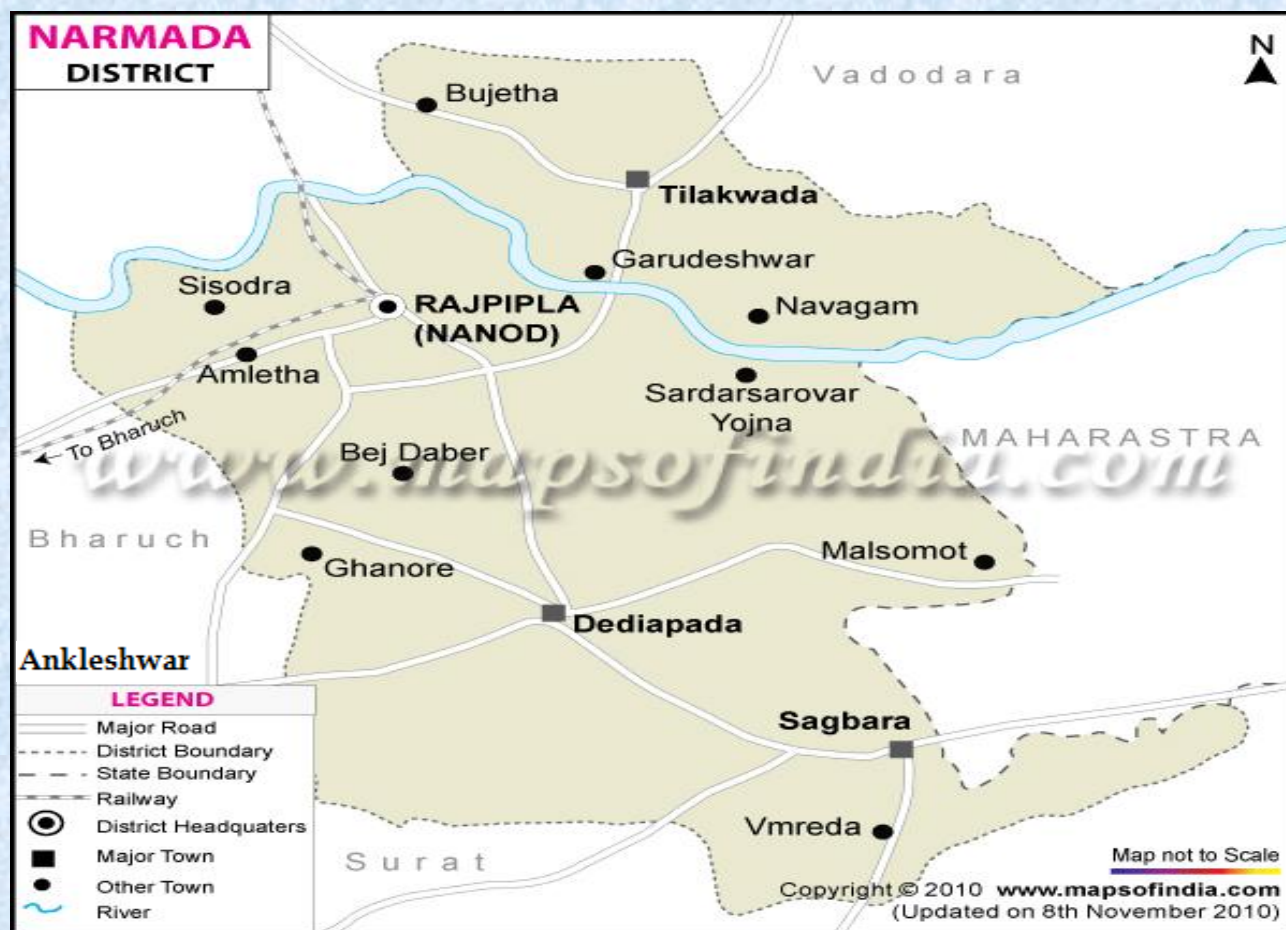 NARMADA
DISTRICT
N
Vadodara
Bujetha
Tilakwada
Garudeshwar
Sisodra
RAJPIPLA
(NANOD)
Navagam
Amletha
Sardarsarovar
Yojna
To Bharuch
MAHARASTRA
Bej Daber
www.mapsofindia.com
Bharuch
Malsomot
Ghanore
Dediapada
Ankleshwar
LEGEND
Major Road
District Boundary
State Boundary
Railway
District Headquaters
Major Town
Other Town
River
Sagbara
Vmreda
Surat
Map not to Scale
Copyright © 2010 www.mapsofindia.com
(Updated on 8th November 2010)